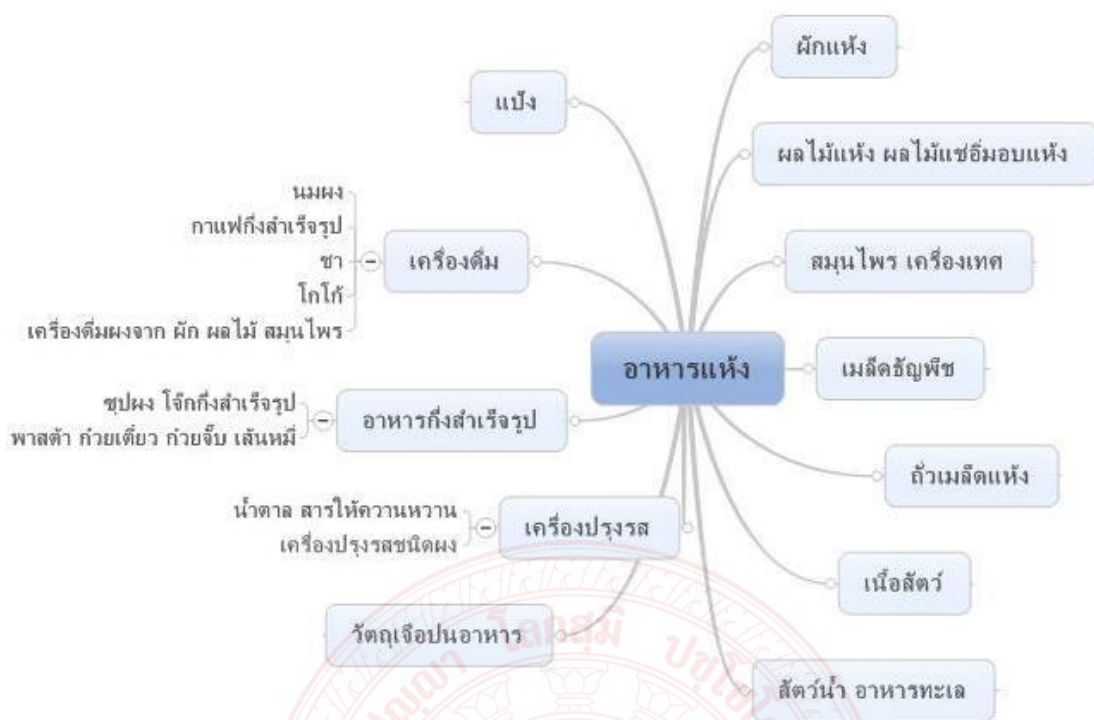 ผักแห้ง
แป้ง
ผลไม้แห้ง ผลไม้แช่อิ่มอบแห้ง
นมผง
กาแฟกึ่งสำเร็จรูป
ชา
โกโก้
เครื่องดื่มผงจาก ผัก ผลไม้ สมุนไพร
เครื่องดื่ม
สมุนไพร เครื่องเทศ
อาหารแห้ง
เมล็ดธัญพืช
ซุปผง โจ๊กกึ่งสำเร็จรูป
พาสต้า ก๋วยเตี๋ยว ก๋วยจั๊บ เส้นหมี่
อาหารกึ่งสำเร็จรูป
ถั่วเมล็ดแห้ง
น้ำตาล สารให้ควานหวาน
เครื่องปรุงรสชนิดผง
เครื่องปรุงรส
เนื้อสัตว์
วัตถุเจือปนอาหาร
สัตว์น้ำ อาหารทะเล
โลกสฺมิ